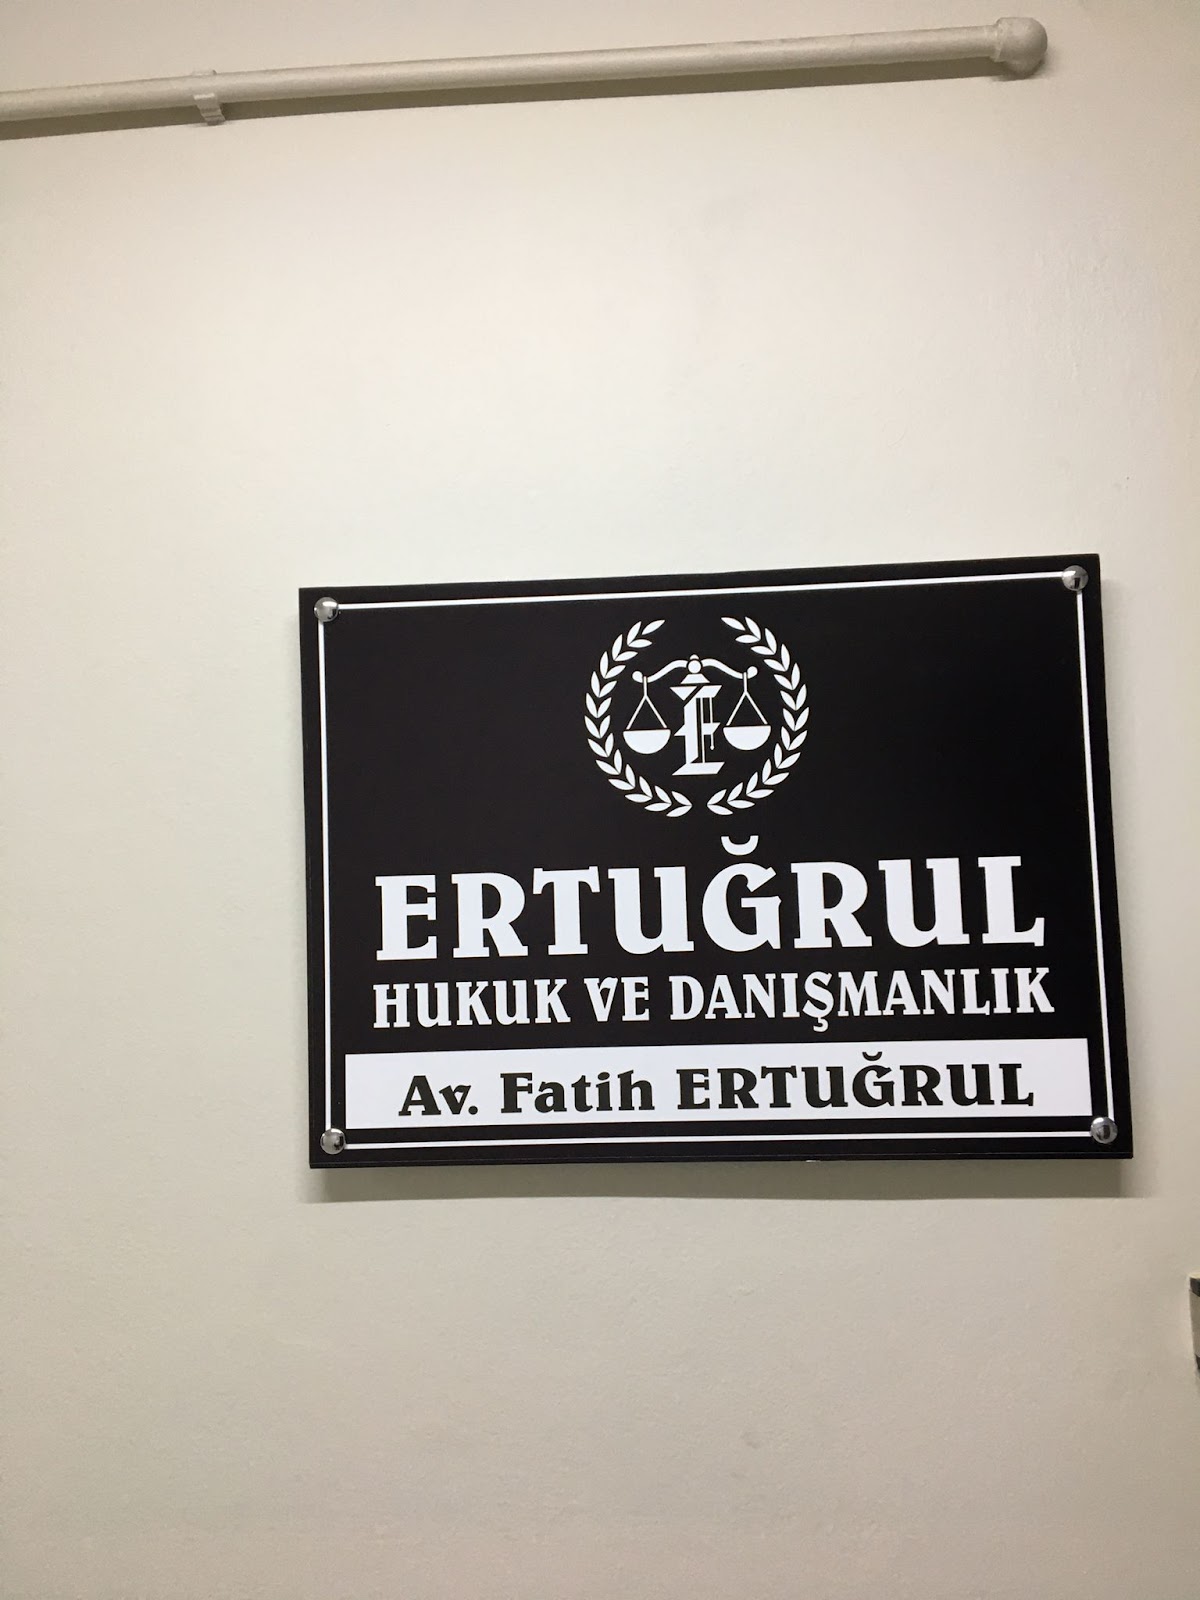 ERTUĞRUL
HUKUK VE DANIŞMANLIK
Av. Fatih ERTUĞRUL